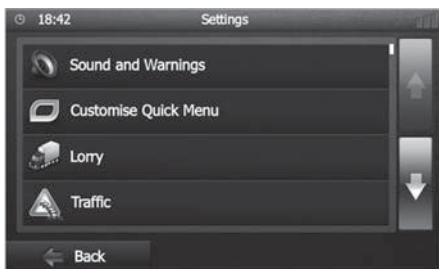 18:42 Settings
Sound and Warnings
Customise Quick Menu
Lorry
Traffic
Back